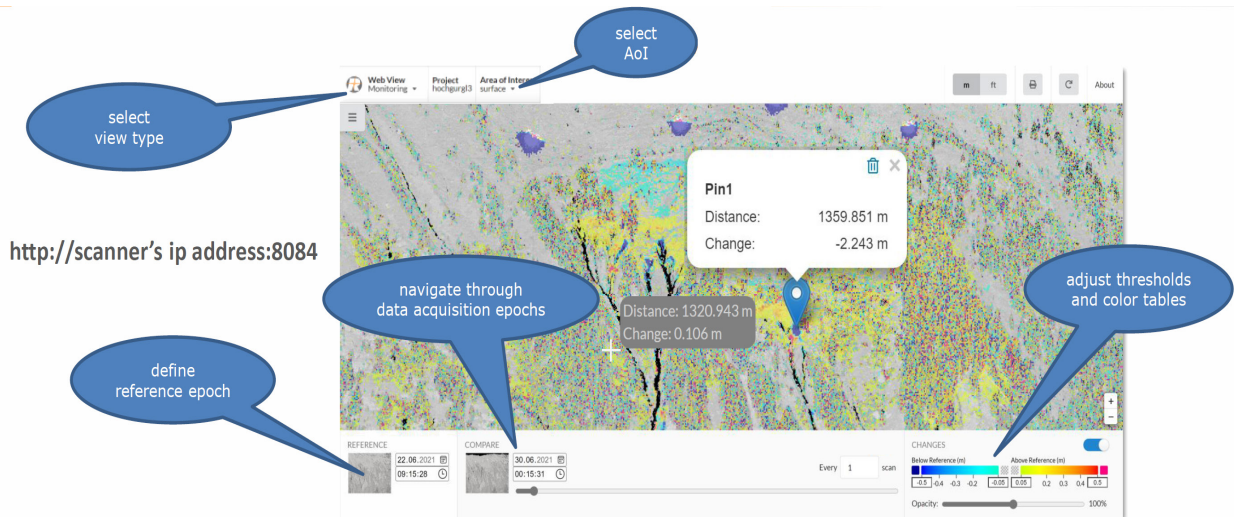 select
AoI
Web View
Monitoring
Project
hochgurgl3
Area of Interes
surface
m
ft
About
select
view type
Pin1
Distance: 1359.851 m
Change: -2.243 m
http://scanner's ip address:8084
navigate through
data acquisition epochs
adjust thresholds
and color tables
Distance: 1320.943 m
Change: 0.106 m
define
reference epoch
+
-
REFERENCE
22.06.2021
09:15:28
COMPARE
30.06.2021
00:15:31
Every 1 scan
CHANGES
Below Reference (m) Above Reference (m)
-0.5 -0.4 -0.3 -0.2 -0.05 0.05 0.2 0.3 0.4 0.5
Opacity: 100%